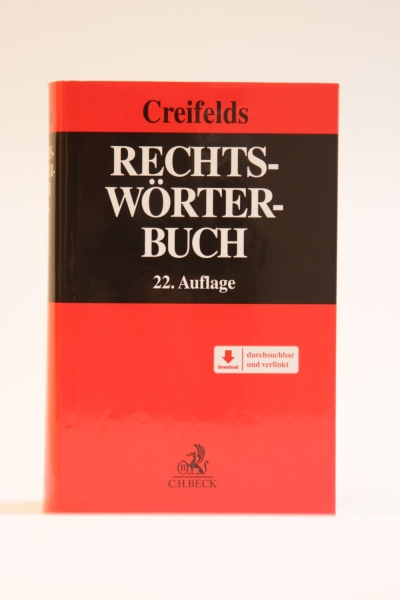 Creifelds
RECHTS-
WÖRTER-
BUCH
22. Auflage
Download
durchsuchbar
und verlinkt
B
C.H.BECK